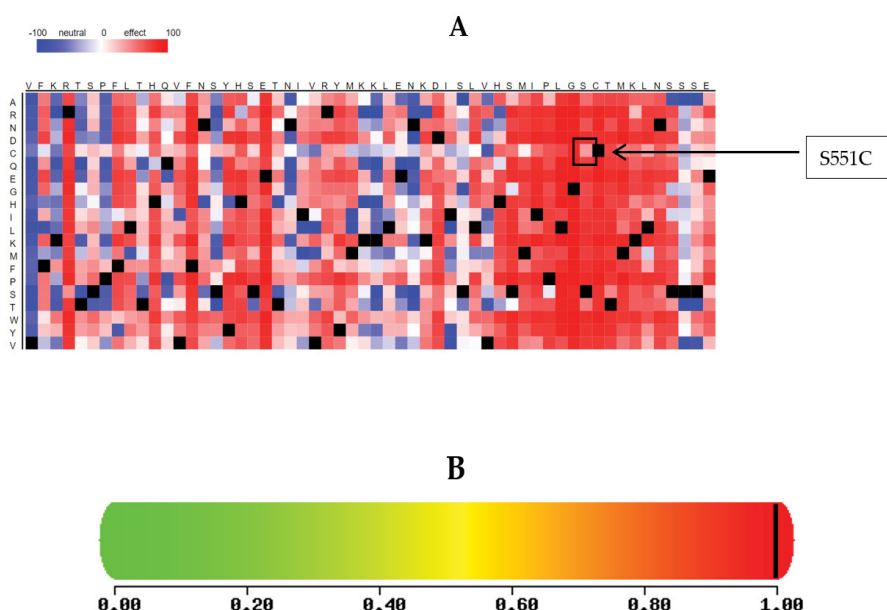 A
-100 neutral 0 effect 100
V F K R T S P F L T H Q V F N S Y H S E T N I V R Y M K K L E N K D I S L V H S M I P L G S C T M K L N S S S E
A
R
N
D
C
Q
E
G
H
I
L
K
M
F
P
S
T
W
Y
V
S551C
B
0.00 0.20 0.40 0.60 0.80 1.00